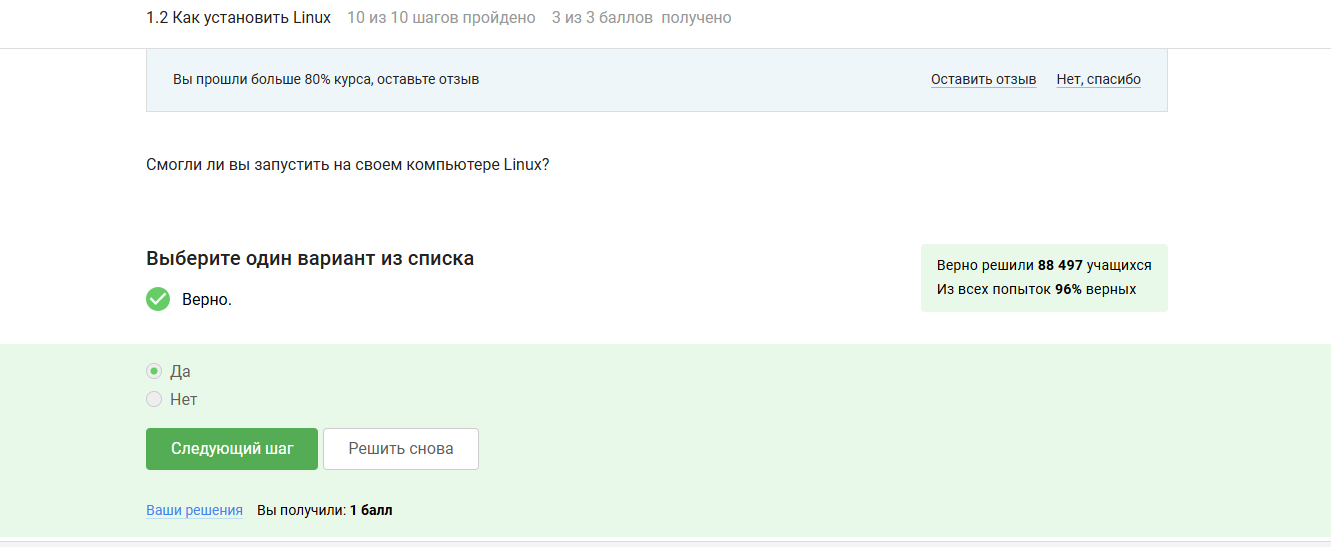 1.2 Как установить Linux 10 из 10 шагов пройдено 3 из 3 баллов получено
Вы прошли больше 80% курса, оставьте отзыв Оставить отзыв Нет, спасибо
Смогли ли вы запустить на своем компьютере Linux?
Выберите один вариант из списка
Верно.
Верно решили 88 497 учащихся
Из всех попыток 96% верных
Да
Нет
Следующий шаг Решить снова
Ваши решения Вы получили: 1 балл